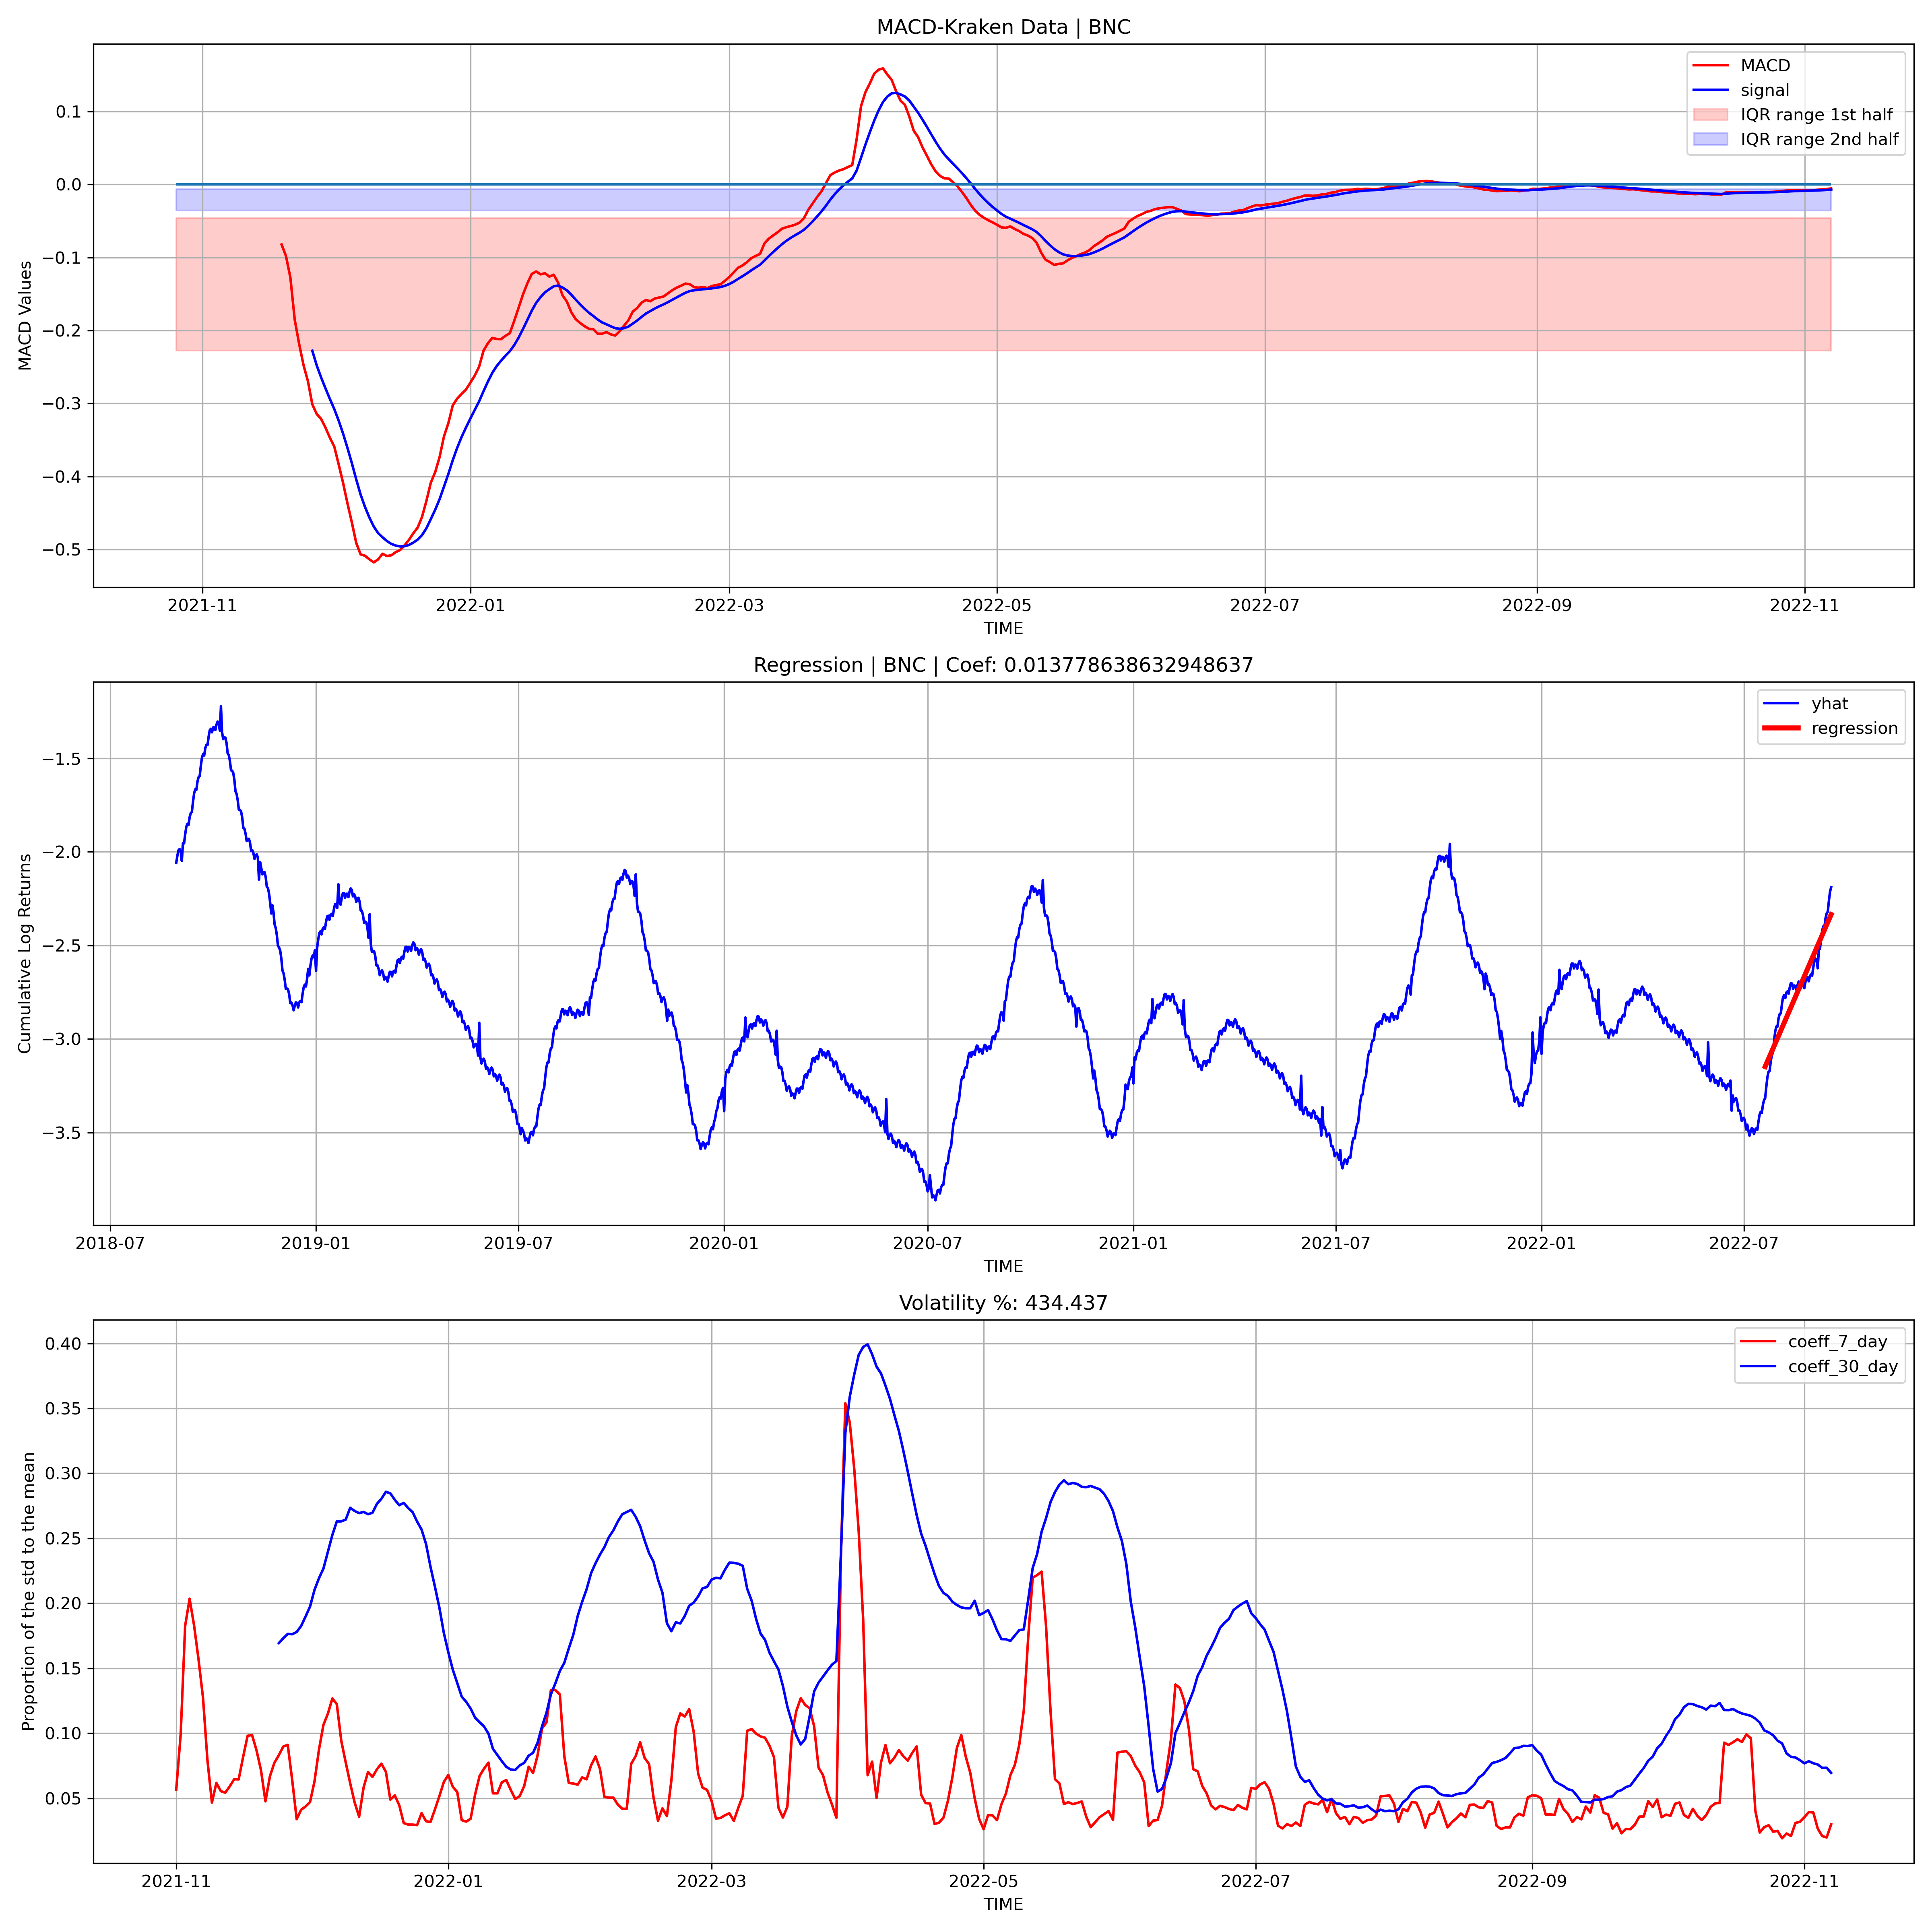 MACD-Kraken Data | BNC
MACD Values
0.1
0.0
−0.1
−0.2
−0.3
−0.4
−0.5
MACD
signal
IQR range 1st half
IQR range 2nd half
2021-11 2022-01 2022-03 2022-05 2022-07 2022-09 2022-11
TIME
Regression | BNC | Coef: 0.013778638632948637
Cumulative Log Returns
−1.5
−2.0
−2.5
−3.0
−3.5
yhat
regression
2018-07 2019-01 2019-07 2020-01 2020-07 2021-01 2021-07 2022-01 2022-07
TIME
Volatility %: 434.437
Proportion of the std to the mean
0.40
0.35
0.30
0.25
0.20
0.15
0.10
0.05
coeff_7_day
coeff_30_day
2021-11 2022-01 2022-03 2022-05 2022-07 2022-09 2022-11
TIME